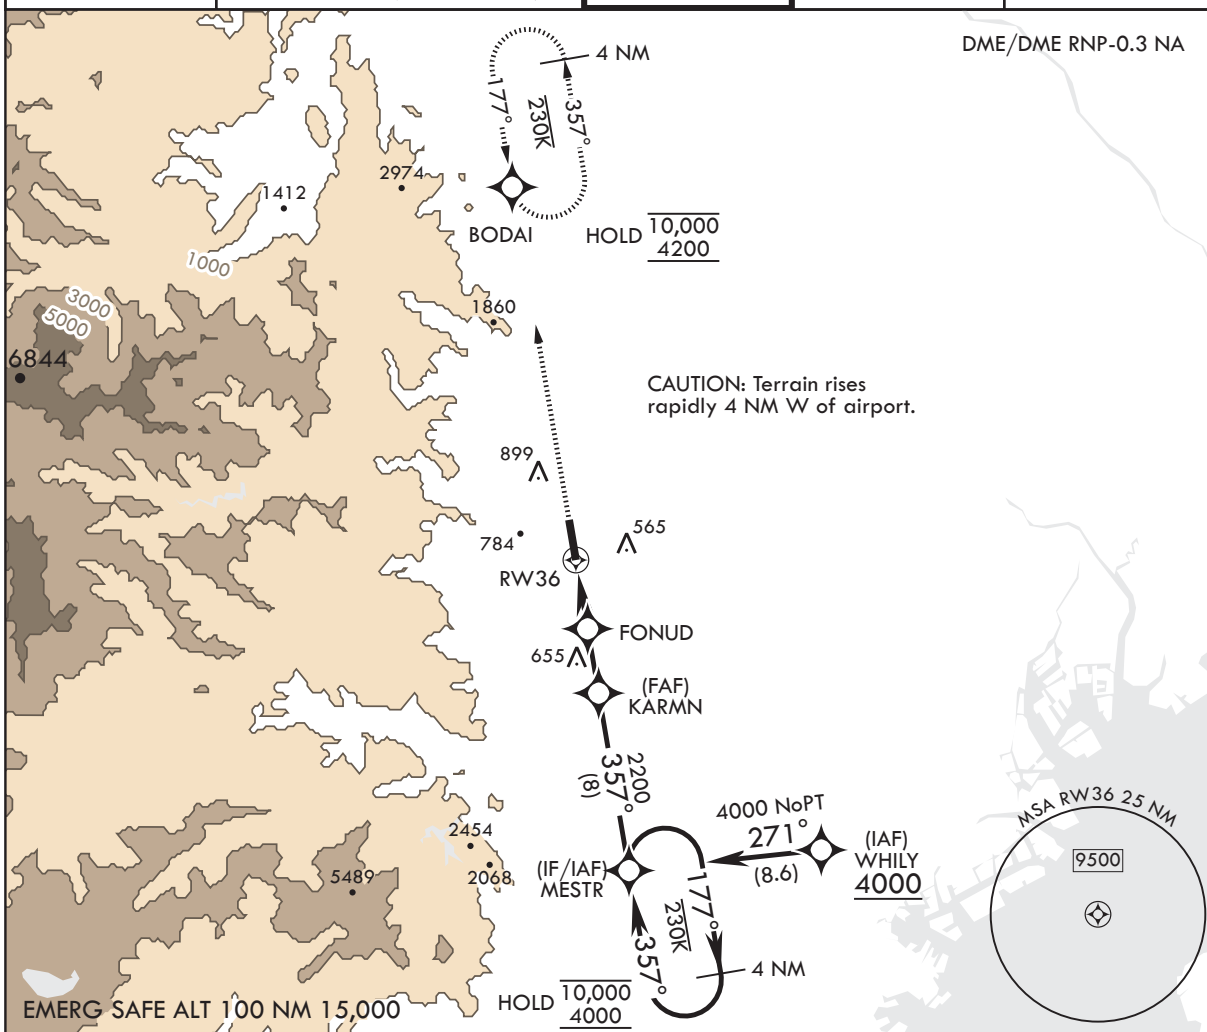 DME/DME RNP-0.3 NA
4 NM
177°
230K
357°
2974
1412
BODAI
HOLD 10,000
4200
1000
3000
5000
1860
6844
CAUTION: Terrain rises
rapidly 4 NM W of airport.
899
784
565
RW36
FONUD
655
(FAF)
KARMN
2200
357°
(8)
4000 NoPT
271°
(8.6)
(IAF)
WHILY
4000
MSA RW36 25 NM
9500
2454
2068
5489
(IF/IAF)
MESTR
177°
230K
357°
4 NM
HOLD 10,000
4000
EMERG SAFE ALT 100 NM 15,000